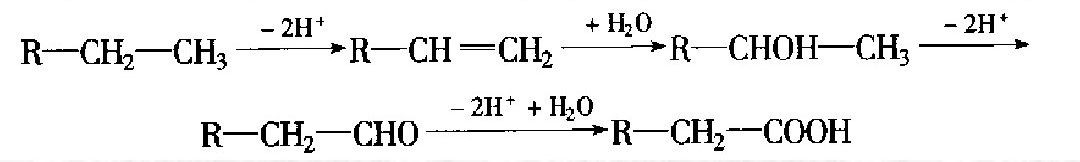 R—CH₂—CH₃ —− 2H⁺→ R—CH=CH₂ —+ H₂O→ R—CHOH—CH₃ —− 2H⁺→
R—CH₂—CHO —− 2H⁺ + H₂O→ R—CH₂—COOH